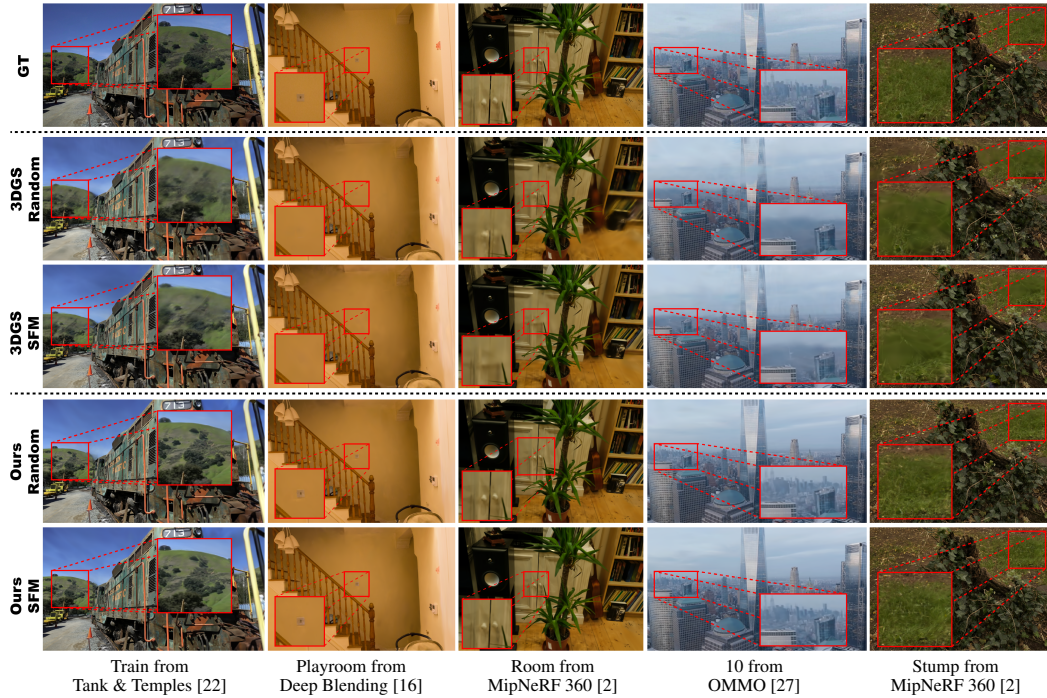 GT
713
3DGS
Random
713
3DGS
SFM
713
Ours
Random
713
Ours
SFM
713
Train from
Tank & Temples [22]
Playroom from
Deep Blending [16]
Room from
MipNeRF 360 [2]
10 from
OMMO [27]
Stump from
MipNeRF 360 [2]